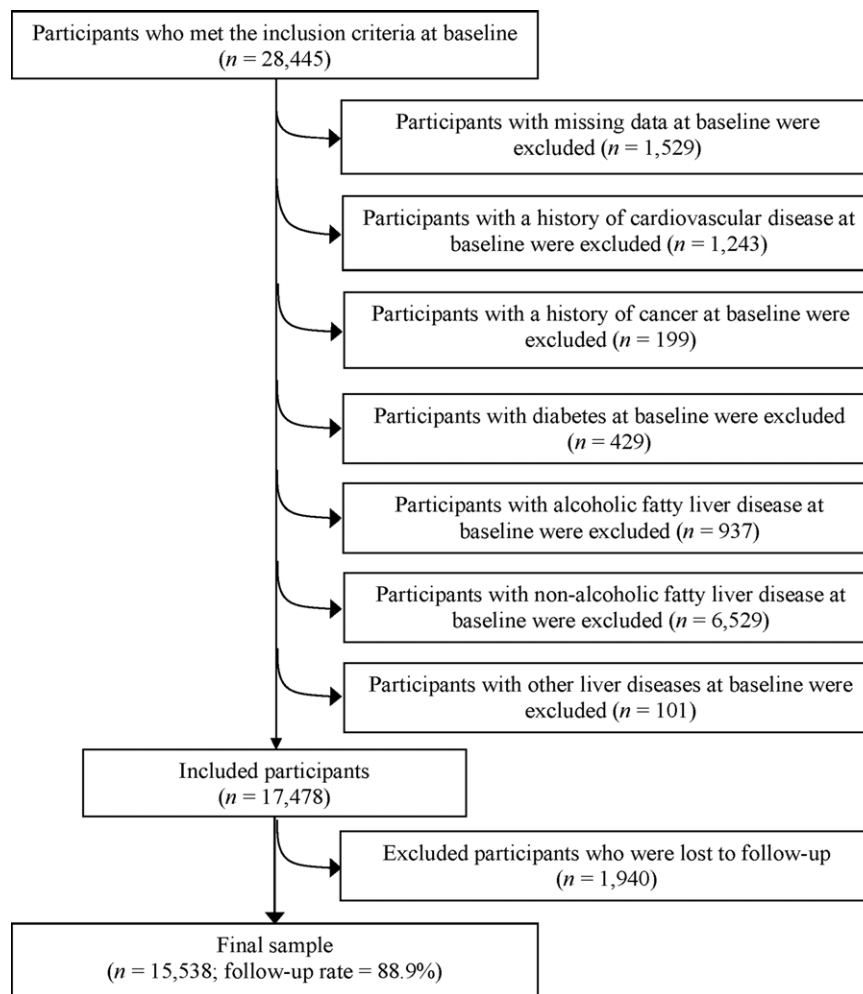 Participants who met the inclusion criteria at baseline
(n = 28,445)
Participants with missing data at baseline were
excluded (n = 1,529)
Participants with a history of cardiovascular disease at
baseline were excluded (n = 1,243)
Participants with a history of cancer at baseline were
excluded (n = 199)
Participants with diabetes at baseline were excluded
(n = 429)
Participants with alcoholic fatty liver disease at
baseline were excluded (n = 937)
Participants with non-alcoholic fatty liver disease at
baseline were excluded (n = 6,529)
Participants with other liver diseases at baseline were
excluded (n = 101)
Included participants
(n = 17,478)
Excluded participants who were lost to follow-up
(n = 1,940)
Final sample
(n = 15,538; follow-up rate = 88.9%)